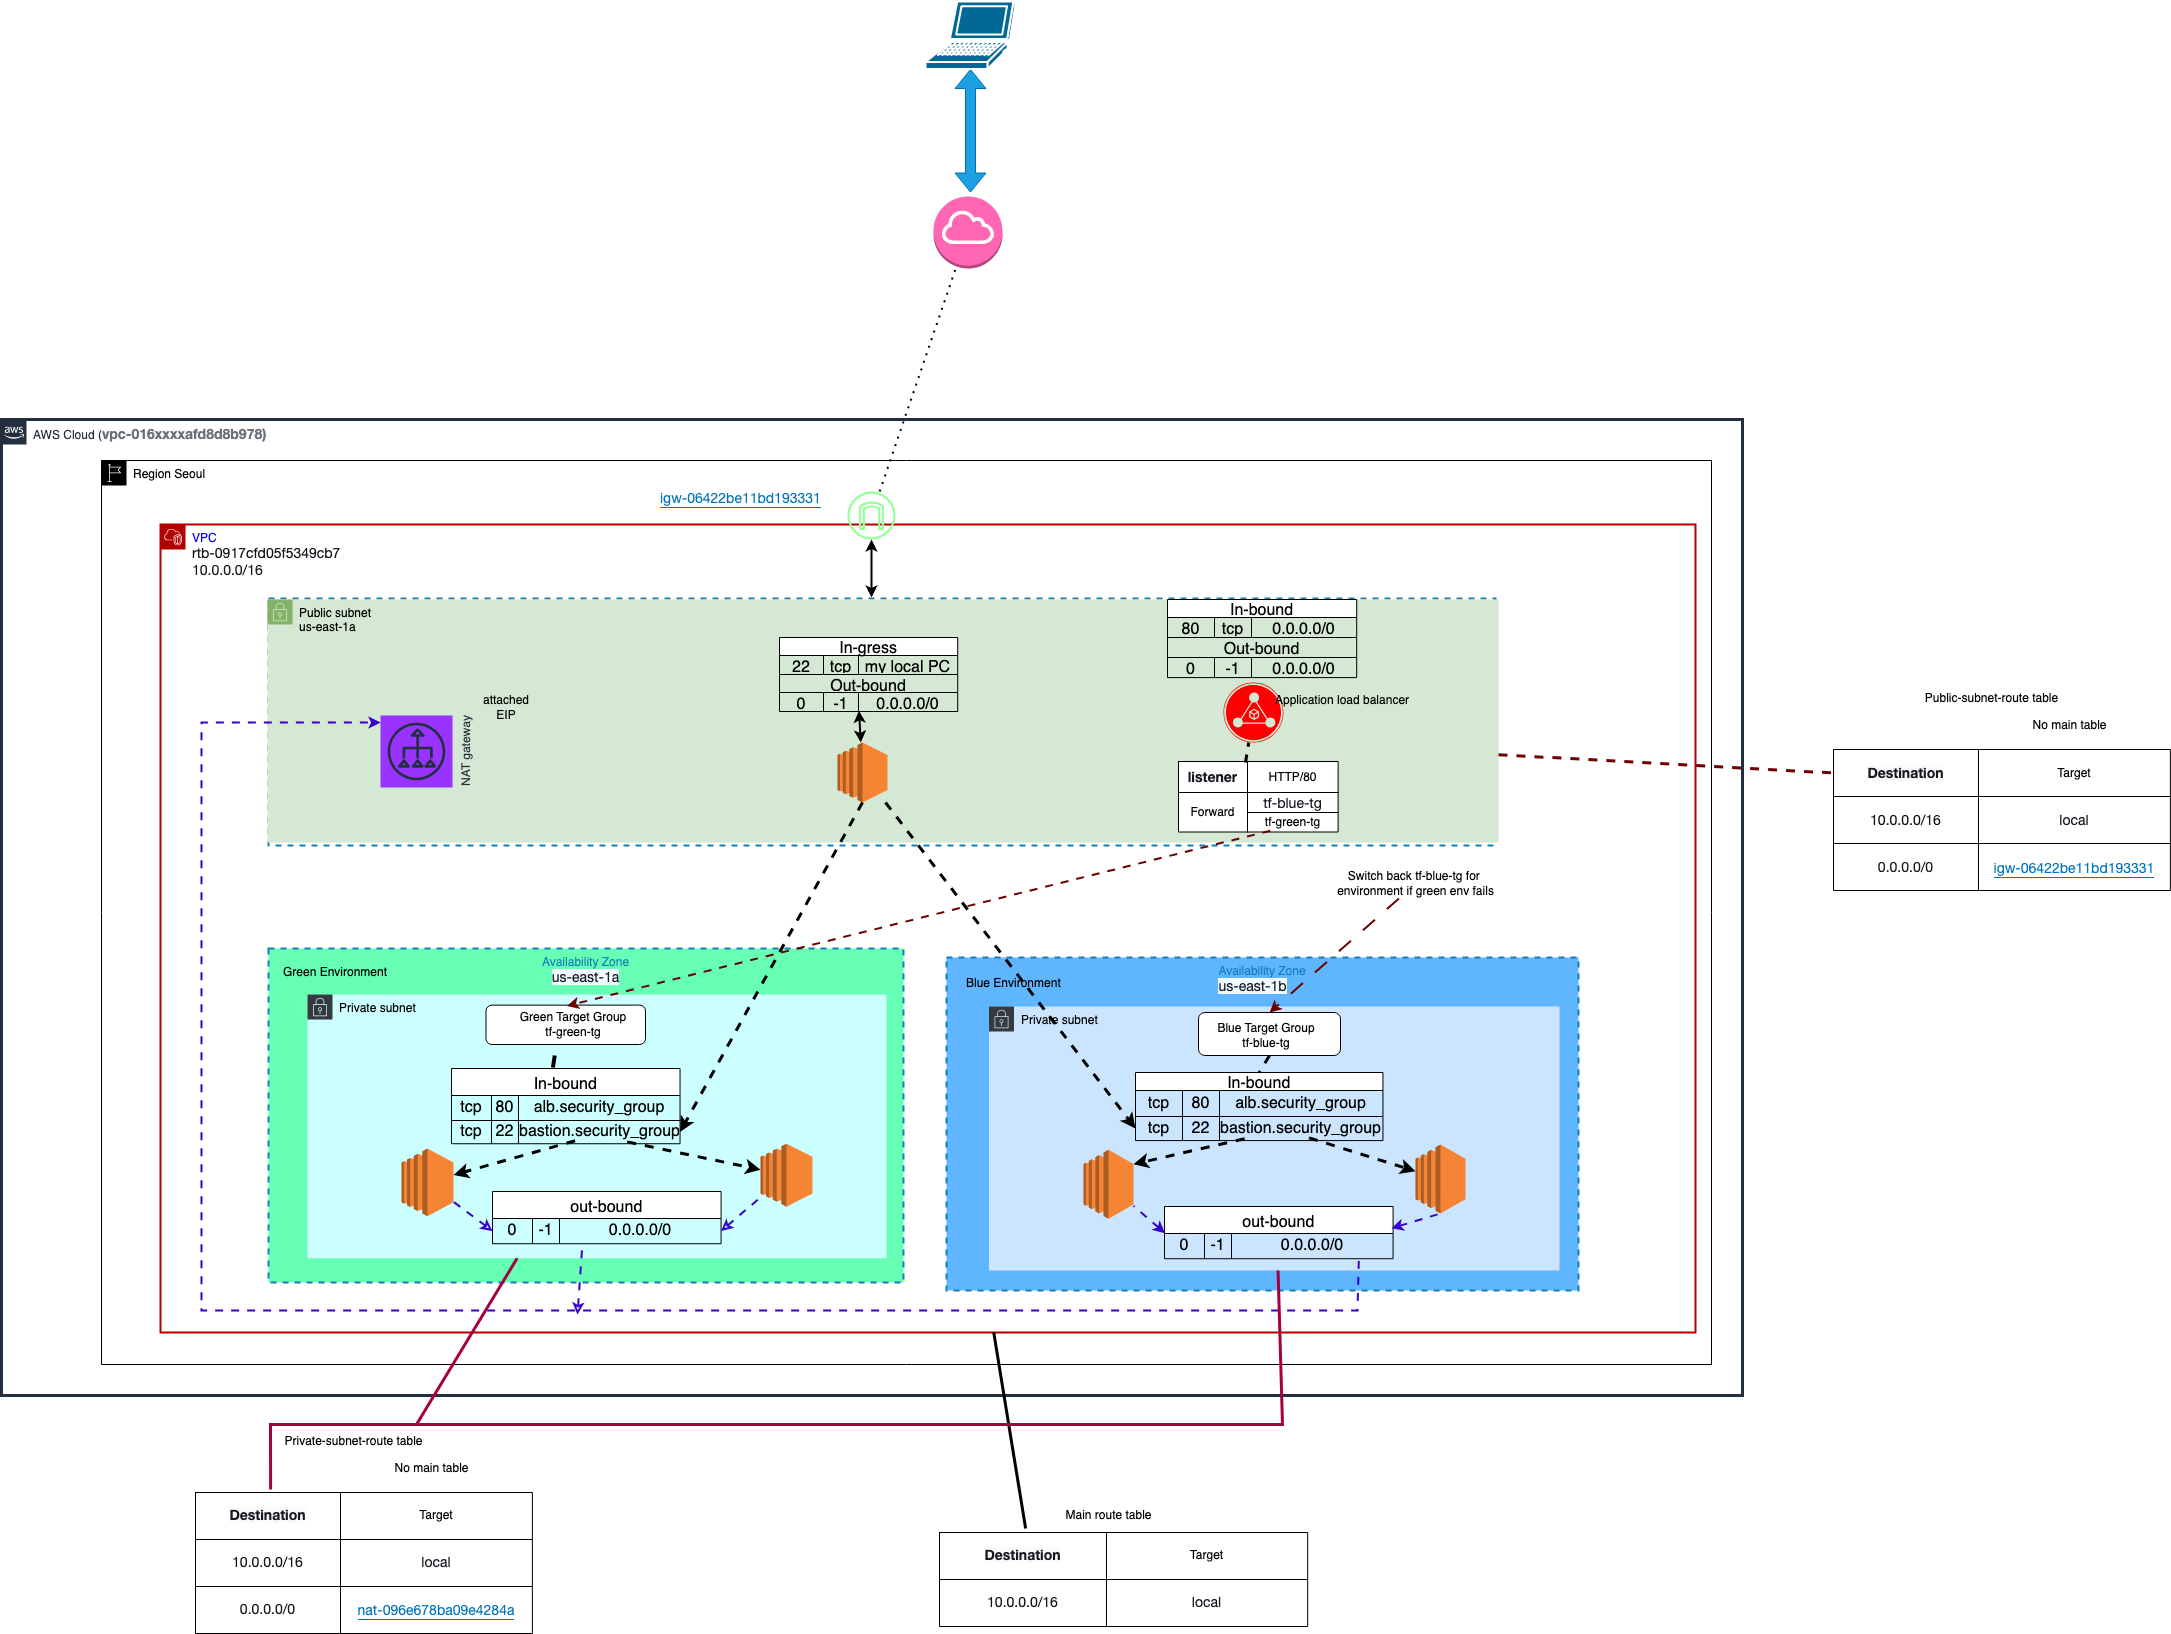 aws
AWS Cloud (vpc-016xxxxafd8d8b978)
Region Seoul
igw-06422be11bd193331
VPC
rtb-0917cfd05f5349cb7
10.0.0.0/16
Public subnet
us-east-1a
attached
EIP
NAT gateway
In-gress
22 tcp my local PC
Out-bound
0 -1 0.0.0.0/0
In-bound
80 tcp 0.0.0.0/0
Out-bound
0 -1 0.0.0.0/0
Application load balancer
listener HTTP/80
Forward tf-blue-tg
tf-green-tg
Public-subnet-route table
No main table
Destination Target
10.0.0.0/16 local
0.0.0.0/0 igw-06422be11bd193331
Switch back tf-blue-tg for
environment if green env fails
Green Environment
Availability Zone
us-east-1a
Private subnet
Green Target Group
tf-green-tg
In-bound
tcp 80 alb.security_group
tcp 22 bastion.security_group
out-bound
0 -1 0.0.0.0/0
Blue Environment
Availability Zone
us-east-1b
Private subnet
Blue Target Group
tf-blue-tg
In-bound
tcp 80 alb.security_group
tcp 22 bastion.security_group
out-bound
0 -1 0.0.0.0/0
Private-subnet-route table
No main table
Destination Target
10.0.0.0/16 local
0.0.0.0/0 nat-096e678ba09e4284a
Main route table
Destination Target
10.0.0.0/16 local